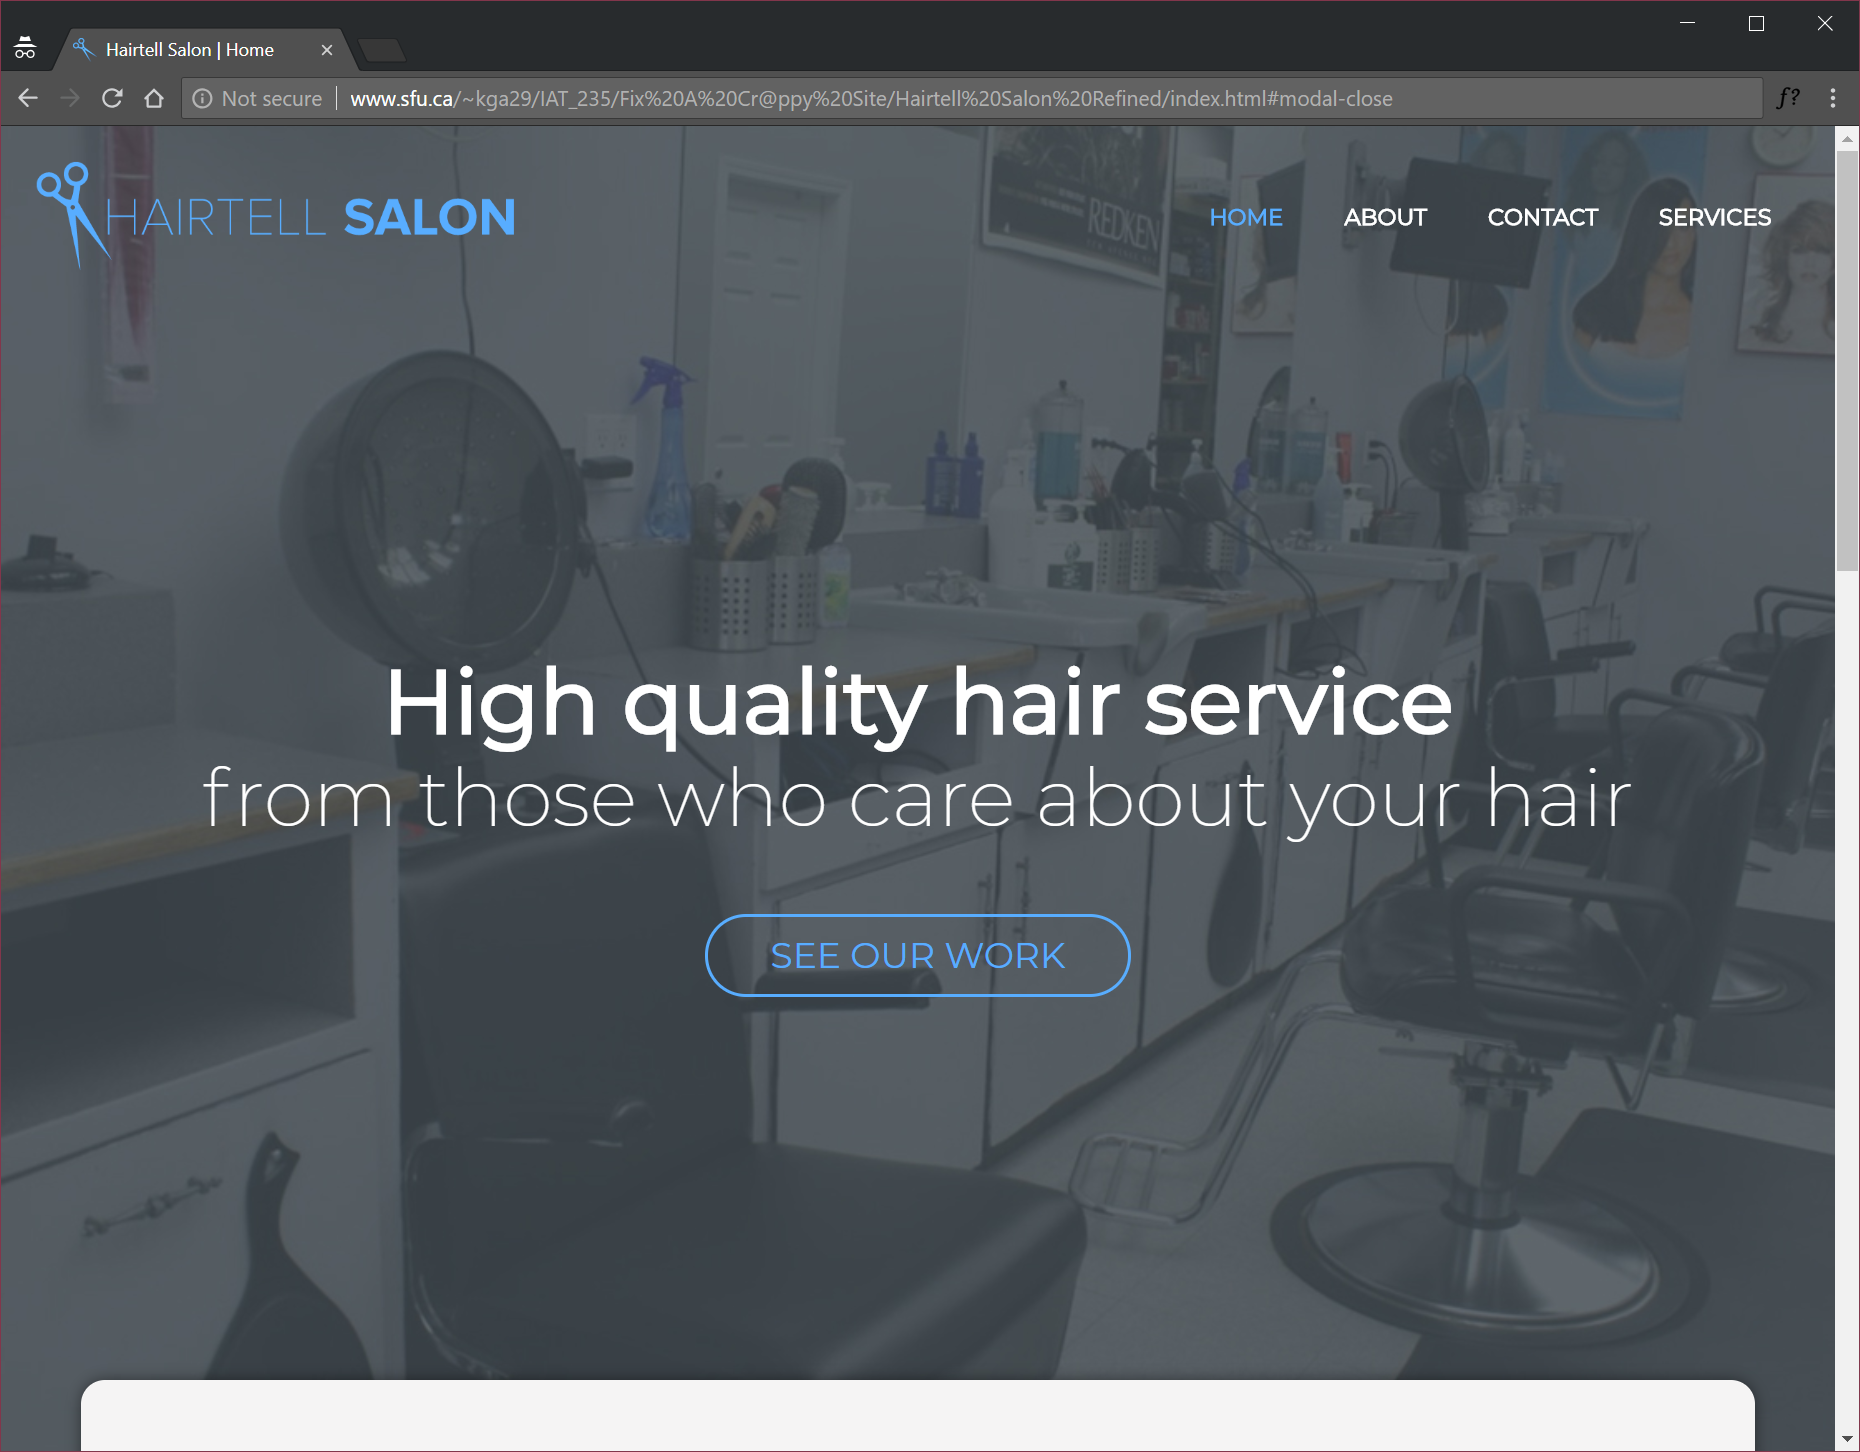 Hairtell Salon | Home
Not secure | www.sfu.ca/~kga29/IAT_235/Fix%20A%20Cr@ppy%20Site/Hairtell%20Salon%20Refined/index.html#modal-close
f?
HAIRTELL SALON
HOME ABOUT CONTACT SERVICES
REDKEN
High quality hair service
from those who care about your hair
SEE OUR WORK